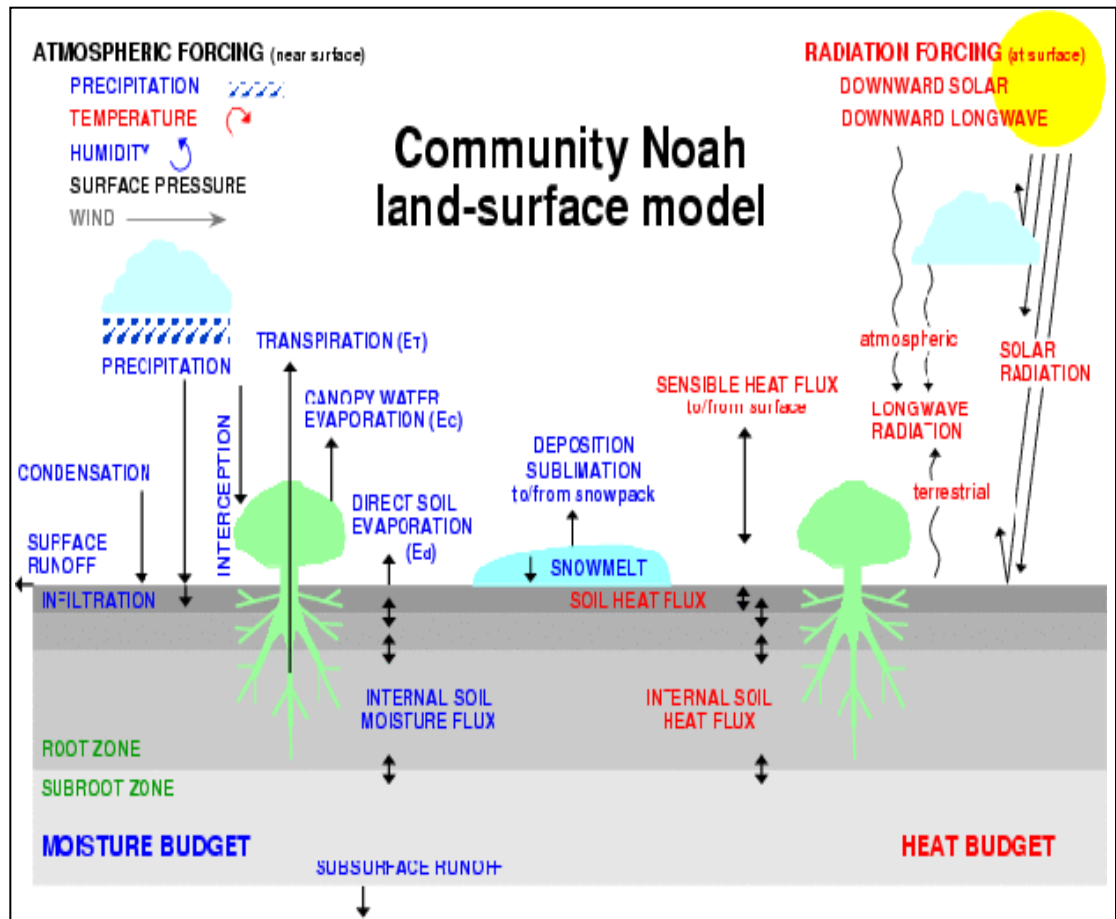 ATMOSPHERIC FORCING (near surface)
PRECIPITATION
TEMPERATURE
HUMIDITY
SURFACE PRESSURE
WIND
RADIATION FORCING (at surface)
DOWNWARD SOLAR
DOWNWARD LONGWAVE
Community Noah
land-surface model
PRECIPITATION
TRANSPIRATION (ET)
CANOPY WATER
EVAPORATION (EC)
INTERCEPTION
CONDENSATION
DIRECT SOIL
EVAPORATION
(Ed)
DEPOSITION
SUBLIMATION
to/from snowpack
SENSIBLE HEAT FLUX
to/from surface
atmospheric
LONGWAVE
RADIATION
SOLAR
RADIATION
terrestrial
SURFACE
RUNOFF
INFILTRATION
SNOWMELT
SOIL HEAT FLUX
INTERNAL SOIL
MOISTURE FLUX
INTERNAL SOIL
HEAT FLUX
ROOT ZONE
SUBROOT ZONE
MOISTURE BUDGET
HEAT BUDGET
SUBSURFACE RUNOFF